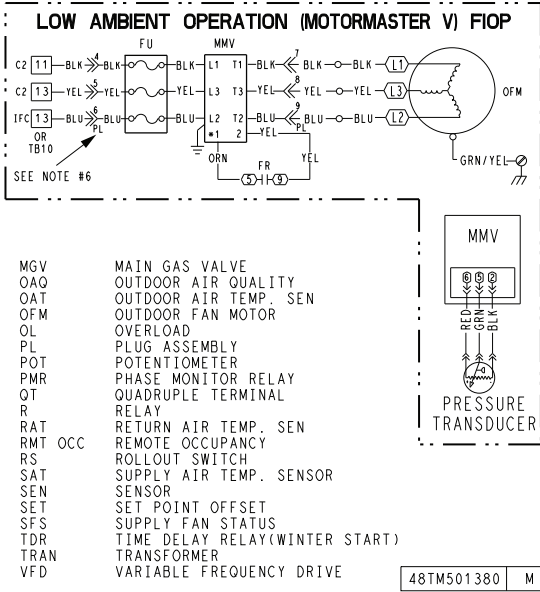 LOW AMBIENT OPERATION (MOTORMASTER V) FIOP
FU MMV
C2 11 BLK 4 BLK BLK L1 T1 BLK 7 BLK BLK L1
C2 13 YEL 5 YEL YEL L3 T3 YEL 8 YEL YEL L3 OFM
IFC 13 BLU 6 BLU BLU L2 T2 BLU 9 BLU BLU L2
OR PL *1 2 YEL PL
TB10 ORN YEL GRN/YEL
SEE NOTE #6 FR
5 9
MMV
6 5 2
RED GRN BLK
PRESSURE
TRANSDUCER
MGV MAIN GAS VALVE
OAQ OUTDOOR AIR QUALITY
OAT OUTDOOR AIR TEMP. SEN
OFM OUTDOOR FAN MOTOR
OL OVERLOAD
PL PLUG ASSEMBLY
POT POTENTIOMETER
PMR PHASE MONITOR RELAY
QT QUADRUPLE TERMINAL
R RELAY
RAT RETURN AIR TEMP. SEN
RMT OCC REMOTE OCCUPANCY
RS ROLLOUT SWITCH
SAT SUPPLY AIR TEMP. SENSOR
SEN SENSOR
SET SET POINT OFFSET
SFS SUPPLY FAN STATUS
TDR TIME DELAY RELAY(WINTER START)
TRAN TRANSFORMER
VFD VARIABLE FREQUENCY DRIVE
48TM501380 M